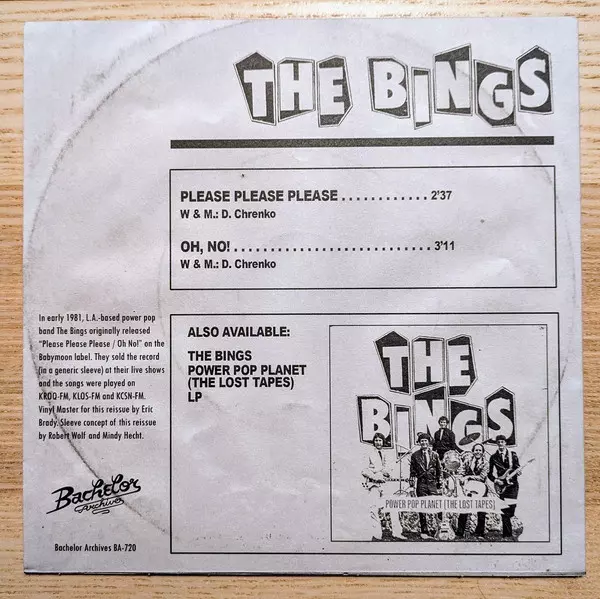 THE BINGS
PLEASE PLEASE PLEASE . . . . . . . . . . . . 2'37
W & M.: D. Chrenko
OH, NO! . . . . . . . . . . . . . . . . . . . . . . . . . . . . 3'11
W & M.: D. Chrenko
In early 1981, L.A.-based power pop
band The Bings originally released
"Please Please Please / Oh No!" on the
Babymoon label. They sold the record
(in a generic sleeve) at their live shows
and the songs were played on
KROQ-FM, KLOS-FM and KCSN-FM.
Vinyl Master for this reissue by Eric
Brady. Sleeve concept of this reissue
by Robert Wolf and Mindy Hecht.
Bachelor
Archives
Bachelor Archives BA-720
ALSO AVAILABLE:
THE BINGS
POWER POP PLANET
(THE LOST TAPES)
LP
THE
BINGS
POWER POP PLANET (THE LOST TAPES)